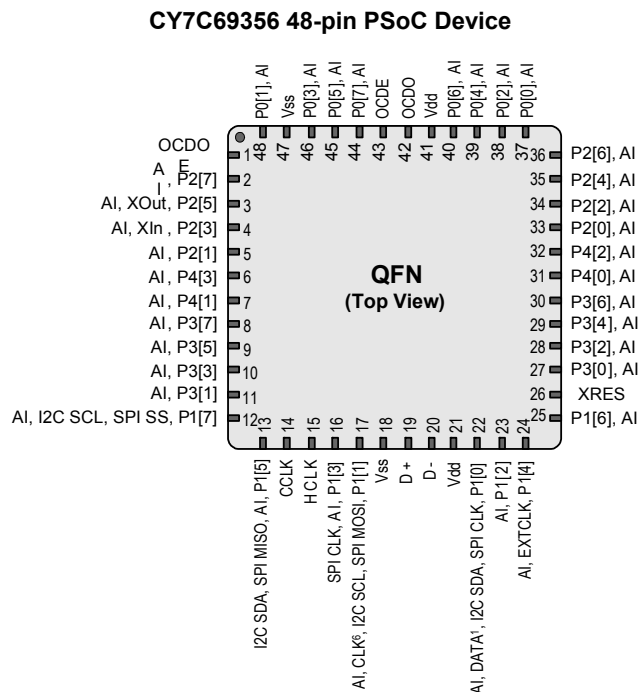 CY7C69356 48-pin PSoC Device
P0[1], AI
Vss
P0[3], AI
P0[5], AI
P0[7], AI
OCDE
OCDO
Vdd
P0[6], AI
P0[4], AI
P0[2], AI
P0[0], AI
48
47
46
45
44
43
42
41
40
39
38
37
OCDO
E
1
A
I , P2[7]
2
AI, XOut, P2[5]
3
AI, XIn , P2[3]
4
AI , P2[1]
5
AI, P4[3]
6
AI, P4[1]
7
AI, P3[7]
8
AI, P3[5]
9
AI, P3[3]
10
AI, P3[1]
11
AI, I2C SCL, SPI SS, P1[7]
12
QFN
(Top View)
36 P2[6], AI
35 P2[4], AI
34 P2[2], AI
33 P2[0], AI
32 P4[2], AI
31 P4[0], AI
30 P3[6], AI
29 P3[4], AI
28 P3[2], AI
27 P3[0], AI
26 XRES
25 P1[6], AI
13
14
15
16
17
18
19
20
21
22
23
24
I2C SDA, SPI MISO, AI, P1[5]
CCLK
HCLK
SPI CLK, AI, P1[3]
AI, CLK⁶, I2C SCL, SPI MOSI, P1[1]
Vss
D +
D -
Vdd
AI, DATA¹, I2C SDA, SPI CLK, P1[0]
AI, P1[2]
AI, EXTCLK, P1[4]